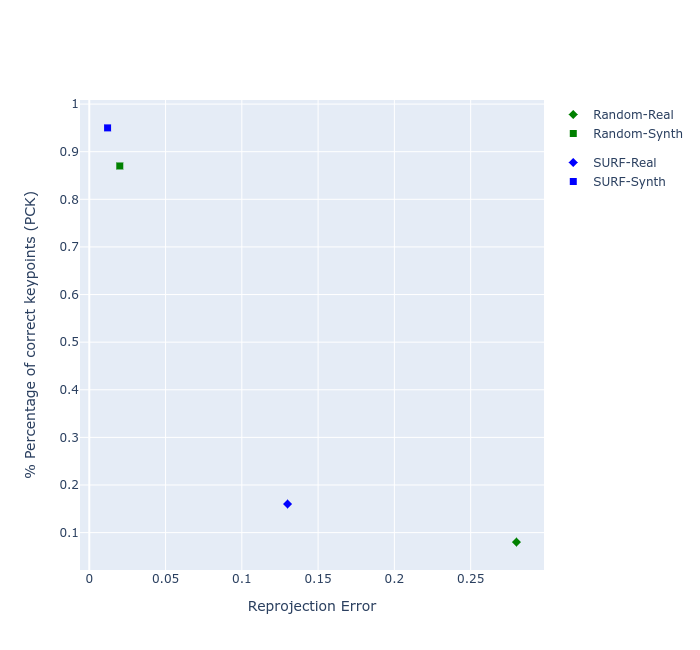 1
0.9
0.8
0.7
0.6
0.5
0.4
0.3
0.2
0.1
% Percentage of correct keypoints (PCK)
0 0.05 0.1 0.15 0.2 0.25
Reprojection Error
Random-Real
Random-Synth
SURF-Real
SURF-Synth